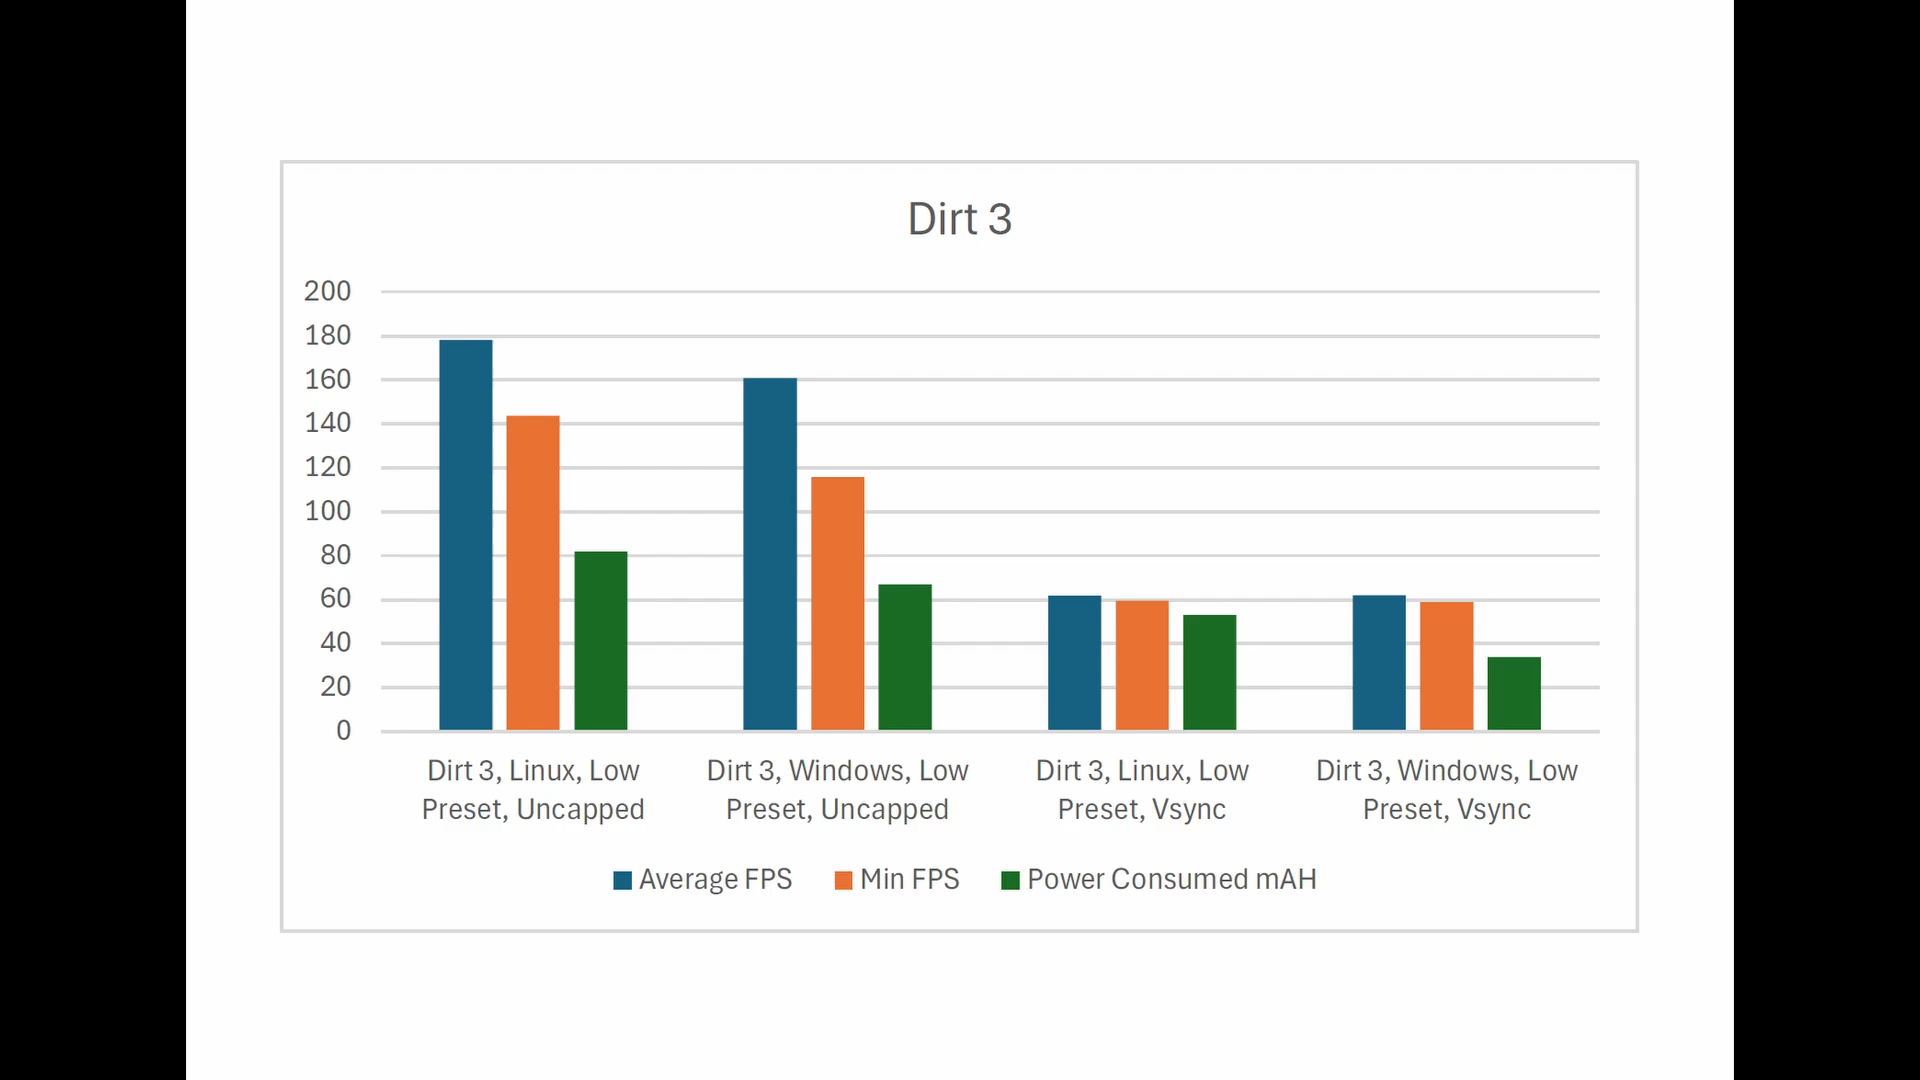 Dirt 3
200
180
160
140
120
100
80
60
40
20
0
Dirt 3, Linux, Low
Preset, Uncapped
Dirt 3, Windows, Low
Preset, Uncapped
Dirt 3, Linux, Low
Preset, Vsync
Dirt 3, Windows, Low
Preset, Vsync
Average FPS
Min FPS
Power Consumed mAH